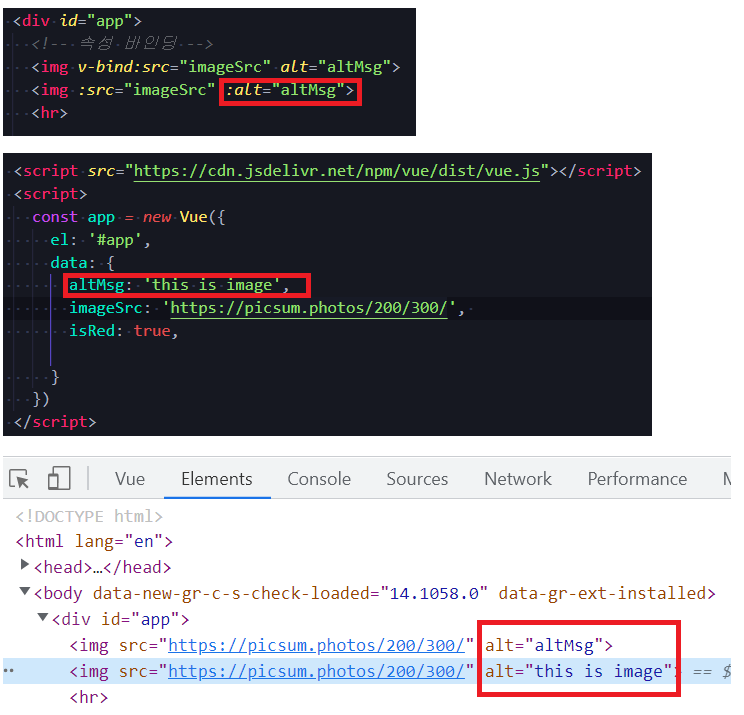 <div id="app">
<!-- 속성 바인딩 -->
<img v-bind:src="imageSrc" alt="altMsg">
<img :src="imageSrc" :alt="altMsg">
<hr>
<script src="https://cdn.jsdelivr.net/npm/vue/dist/vue.js"></script>
<script>
const app = new Vue({
el: '#app',
data: {
altMsg: 'this is image',
imageSrc: 'https://picsum.photos/200/300/',
isRed: true,
}
})
</script>
Vue Elements Console Sources Network Performance
<!DOCTYPE html>
<html lang="en">
<head>…</head>
<body data-new-gr-c-s-check-loaded="14.1058.0" data-gr-ext-installed>
<div id="app">
<img src="https://picsum.photos/200/300/" alt="altMsg">
<img src="https://picsum.photos/200/300/" alt="this is image"> == $
<hr>